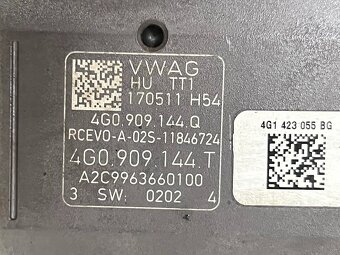 VWAG
HU TT1
170511 H54
4G0.909.144.Q
RCEVO-A-02S-11846724
4G0.909.144.T
A2C9963660100
3 SW: 0202 4
4G1 423 055 BG